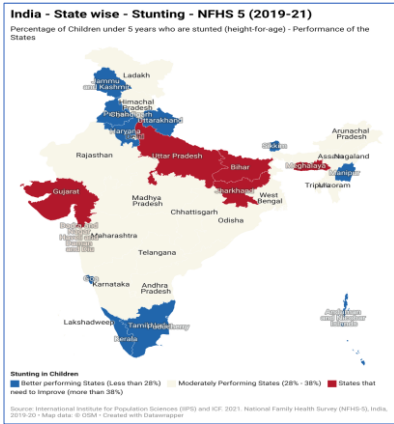 India - State wise - Stunting - NFHS 5 (2019-21)
Percentage of Children under 5 years who are stunted (height-for-age) - Performance of the
States
Ladakh
Jammu
and Kashmir
Himachal
Pradesh
Chandigarh
Uttarakhand
Haryana
Arunachal
Pradesh
Sikkim
Rajasthan
Uttar Pradesh
Bihar
Nagaland
Meghalaya
Manipur
Jharkhand
Tripura
Mizoram
West
Bengal
Gujarat
Madhya
Pradesh
Chhattisgarh
Odisha
Maharashtra
Telangana
Goa
Karnataka
Andhra
Pradesh
Lakshadweep
Kerala
Stunting in Children
Better performing States (Less than 28%) Moderately Performing States (28% - 38%) States that
need to Improve (more than 38%)
Source: International Institute for Population Sciences (IIPS) and ICF. 2021. National Family Health Survey (NFHS-5), India,
2019-20 • Map data: © OSM • Created with Datawrapper